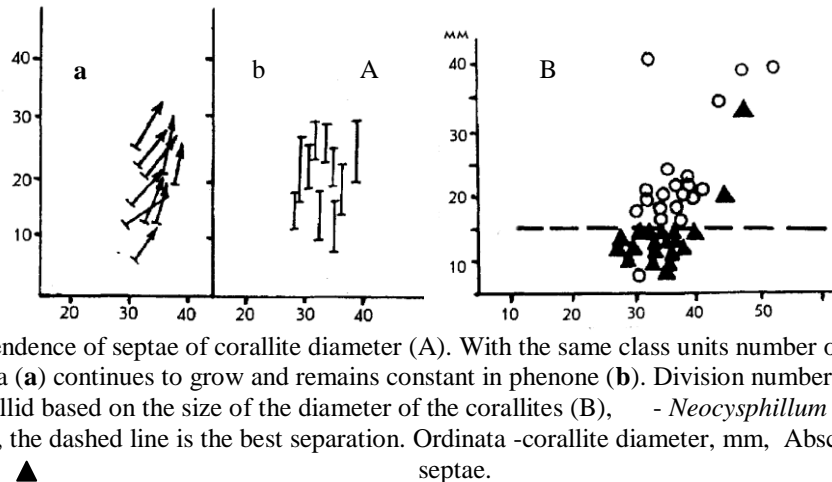 a b A B
MM
40 30 20 10
20 30 40 20 30 40
40 30 20 10
10 20 30 40 50
endence of septae of corallite diameter (A). With the same class units number o
a (a) continues to grow and remains constant in phenone (b). Division number
llid based on the size of the diameter of the corallites (B), - Neocysphillum
, the dashed line is the best separation. Ordinata -corallite diameter, mm, Absc
▲ septae.